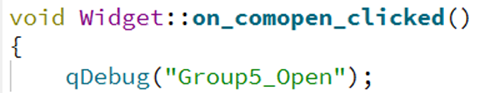 void Widget::on_comopen_clicked()
{
    qDebug("Group5_Open");